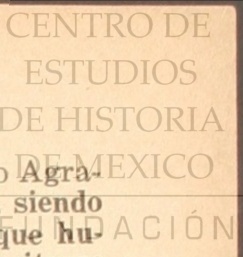 CENTRO DE
ESTUDIOS
DE HISTORIA
DE MEXICO
o Agra-
siendo
FUNDACIÓN
que hu-